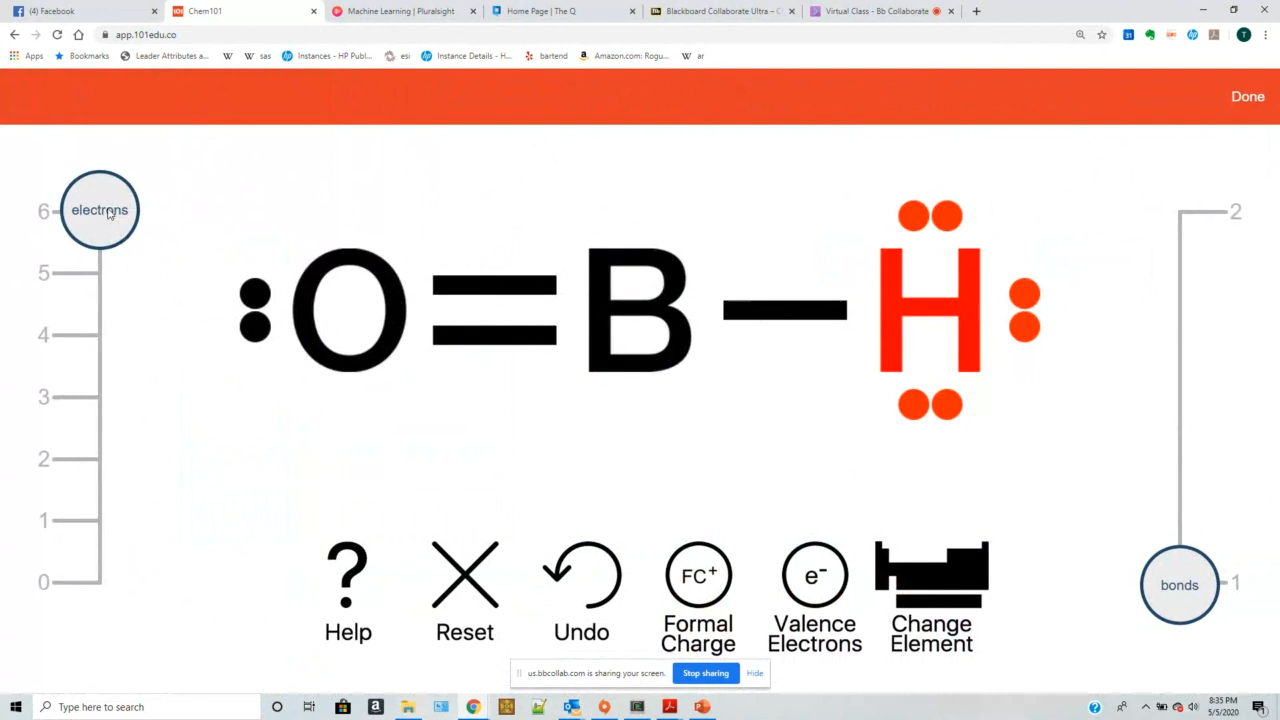 (4) Facebook
Chem101
Machine Learning | Pluralsight
Home Page | The Q
Blackboard Collaborate Ultra – C
Virtual Class - Bb Collaborate
app.101edu.co
Apps
Bookmarks
Leader Attributes a...
sas
Instances - HP Publ...
esi
Instance Details - H...
bartend
Amazon.com: Rogu...
ar
Done
6
electrons
5
4
3
2
1
0
O
B
H
2
bonds
1
?
FC+
e-
Help
Reset
Undo
Formal
Charge
Valence
Electrons
Change
Element
us.bbcollab.com is sharing your screen.
Stop sharing
Hide
Type here to search
8:35 PM
5/5/2020